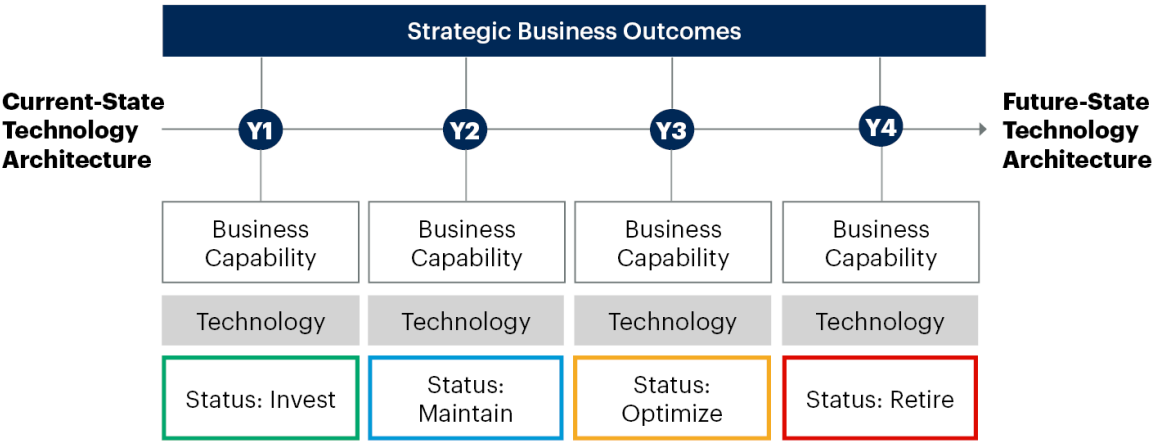 Strategic Business Outcomes
Current-State
Technology
Architecture
Y1
Y2
Y3
Y4
Future-State
Technology
Architecture
Business
Capability
Business
Capability
Business
Capability
Business
Capability
Technology
Technology
Technology
Technology
Status: Invest
Status:
Maintain
Status:
Optimize
Status: Retire